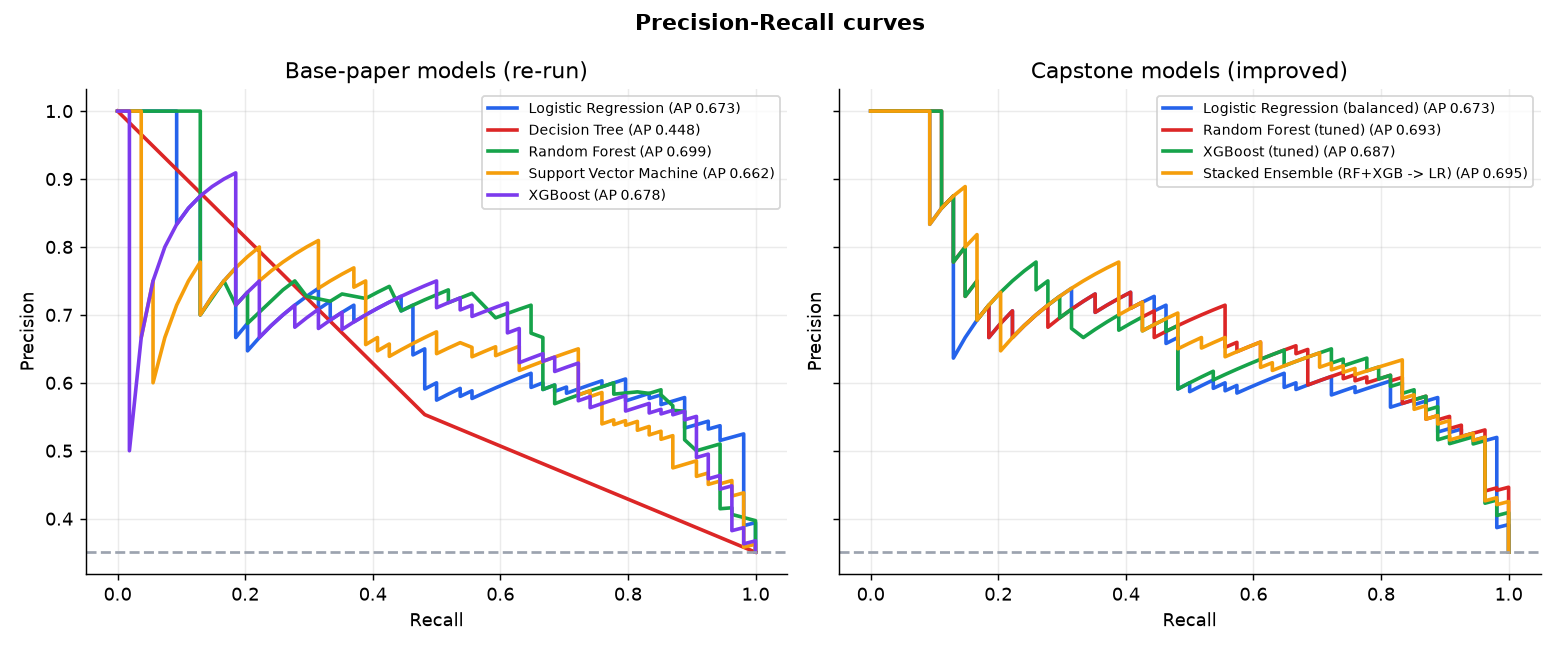 Precision-Recall curves
Base-paper models (re-run)
Precision
1.0
0.9
0.8
0.7
0.6
0.5
0.4
Logistic Regression (AP 0.673)
Decision Tree (AP 0.448)
Random Forest (AP 0.699)
Support Vector Machine (AP 0.662)
XGBoost (AP 0.678)
0.0 0.2 0.4 0.6 0.8 1.0
Recall
Capstone models (improved)
Precision
Logistic Regression (balanced) (AP 0.673)
Random Forest (tuned) (AP 0.693)
XGBoost (tuned) (AP 0.687)
Stacked Ensemble (RF+XGB -> LR) (AP 0.695)
0.0 0.2 0.4 0.6 0.8 1.0
Recall